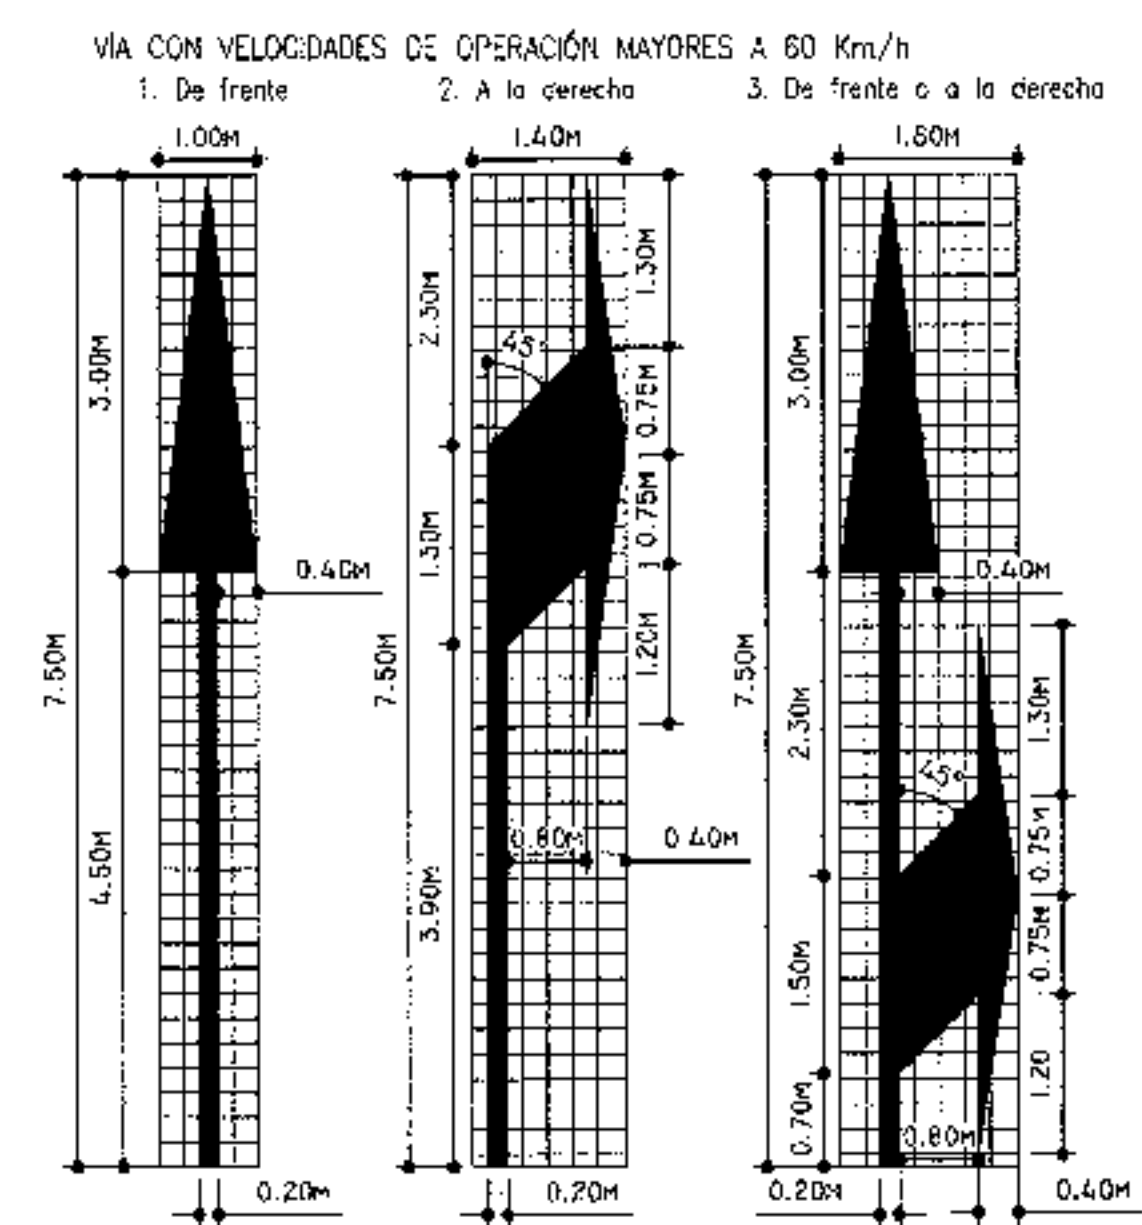 VÍA CON VELOCIDADES DE OPERACIÓN MAYORES A 60 Km/h
1. De frente
2. A la derecha
3. De frente o a la derecha
1.00M
1.40M
1.80M
3.00M
4.50M
7.50M
0.40M
0.20M
2.30M
1.30M
3.90M
7.50M
45°
1.30M
0.75M
0.75M
1.20M
0.80M
0.40M
0.20M
3.00M
2.30M
1.50M
0.70M
7.50M
0.40M
45°
1.30M
0.75M
0.75M
1.20
0.80M
0.20M
0.40M